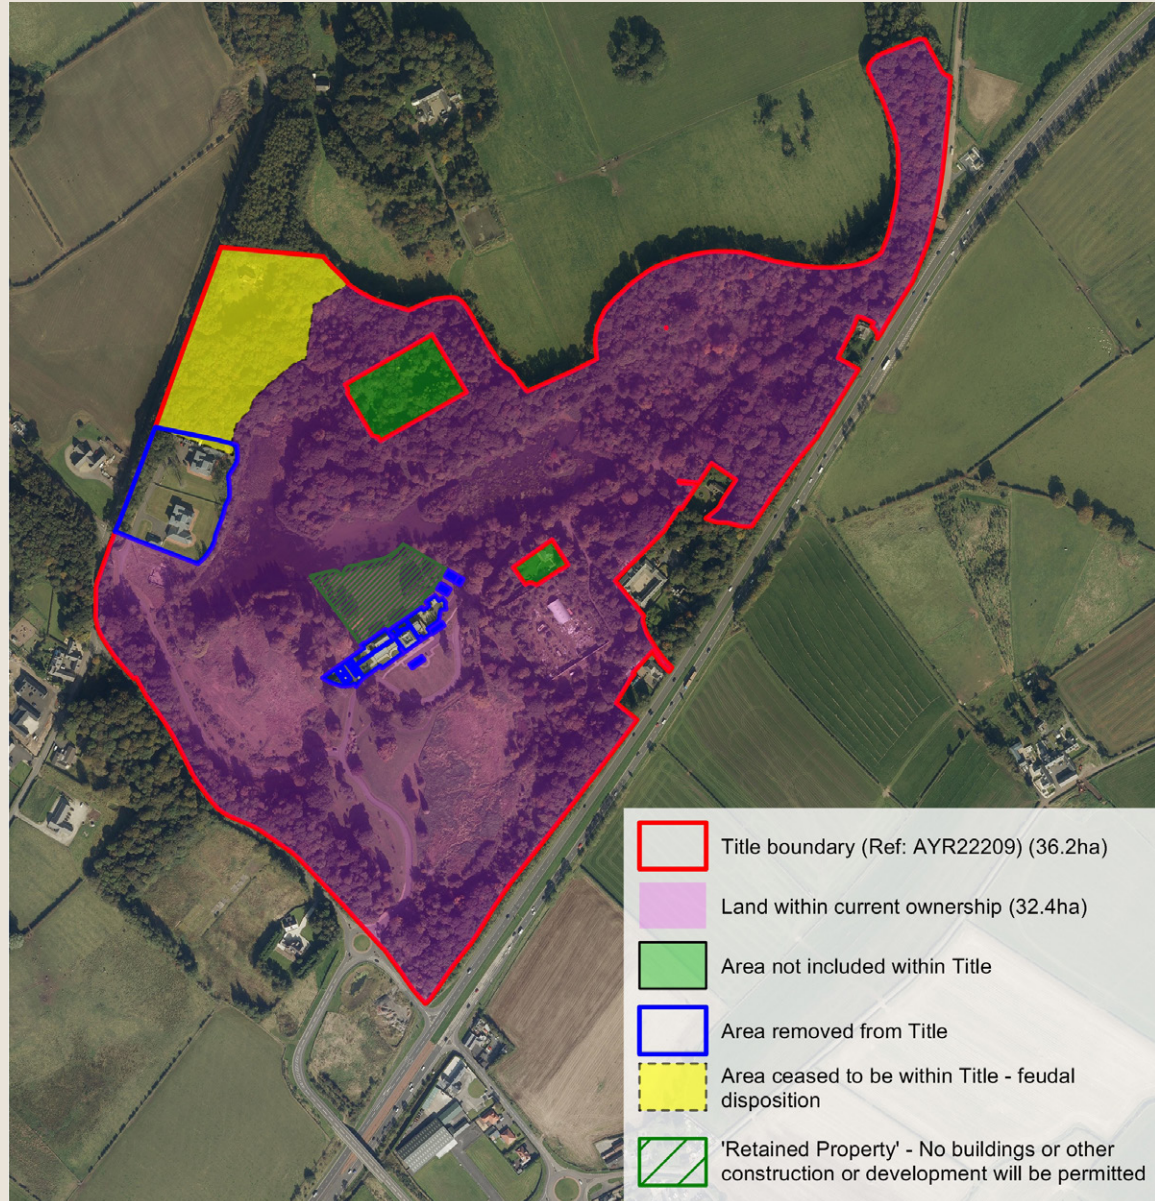 Title boundary (Ref: AYR22209) (36.2ha)
Land within current ownership (32.4ha)
Area not included within Title
Area removed from Title
Area ceased to be within Title - feudal
disposition
'Retained Property' - No buildings or other
construction or development will be permitted